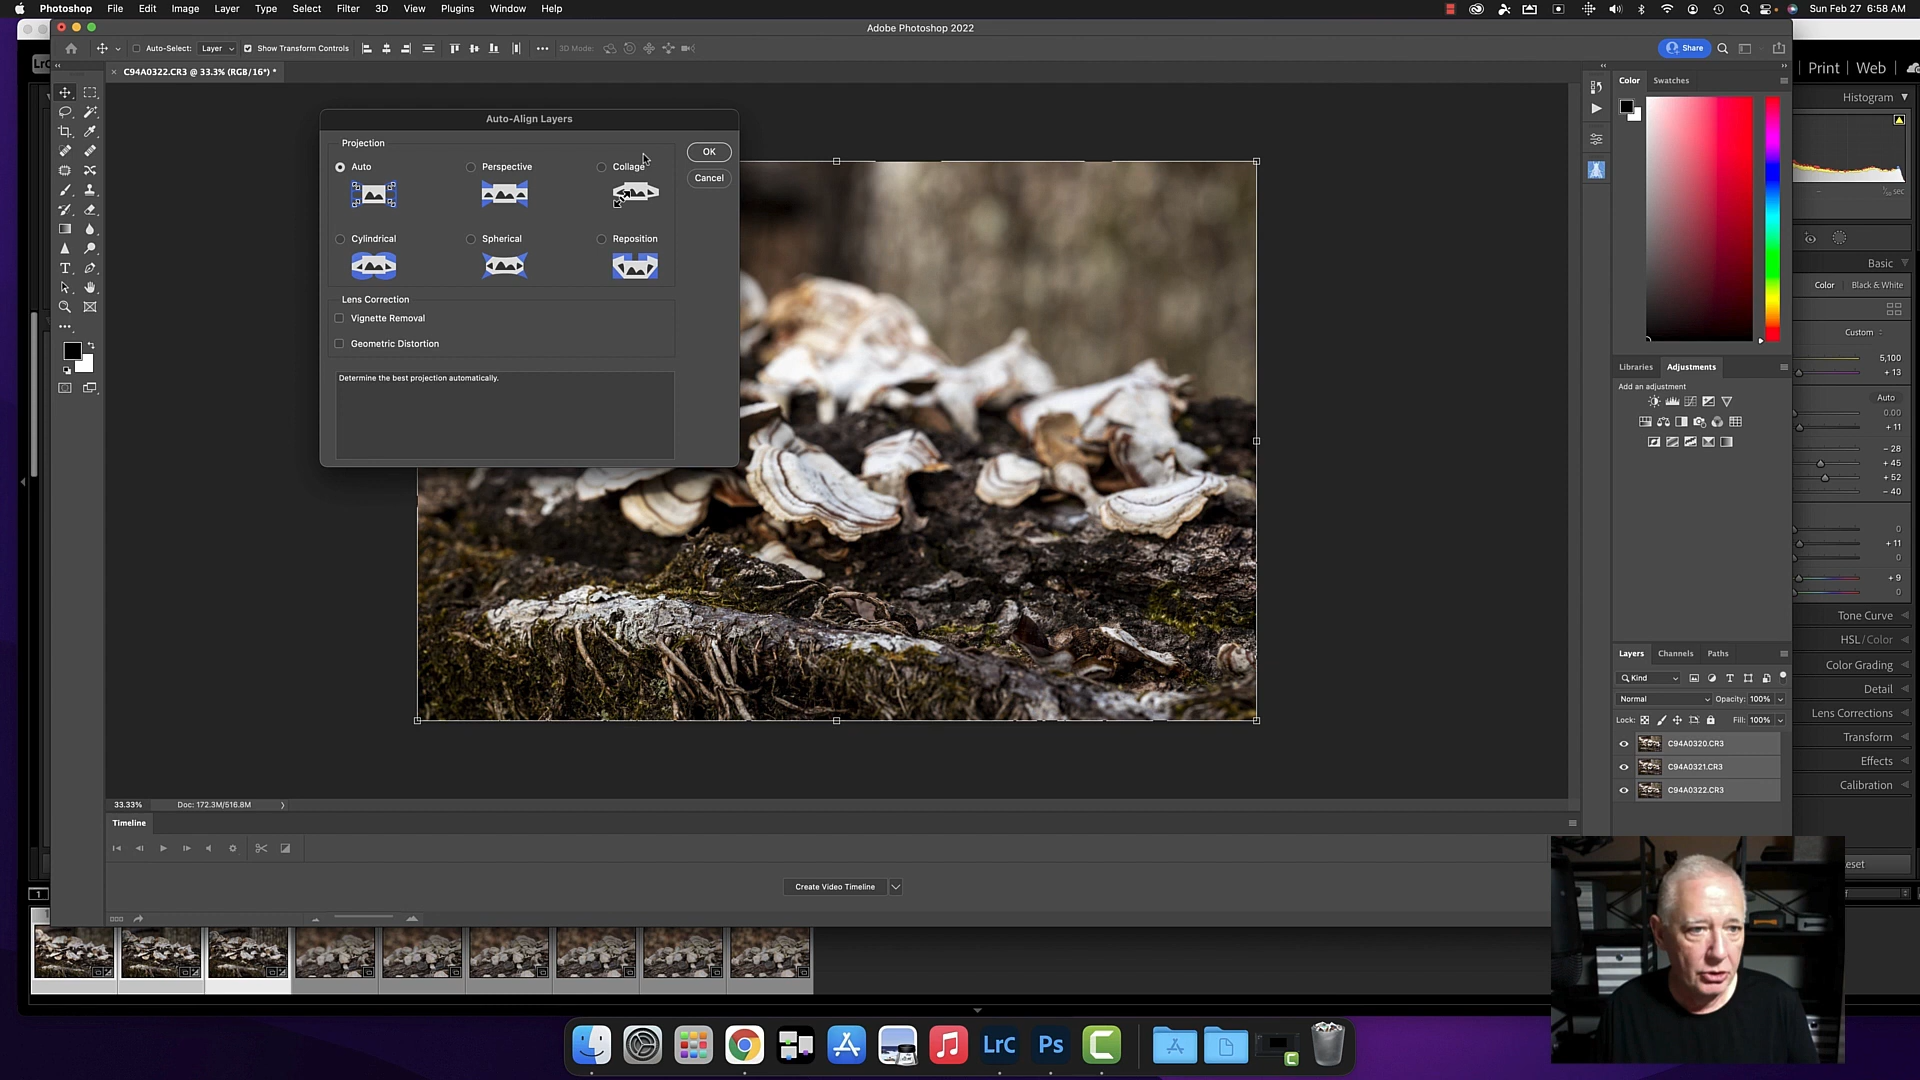 Photoshop File Edit Image Layer Type Select Filter 3D View Plugins Window Help
Sun Feb 27 6:58 AM
Adobe Photoshop 2022
Auto-Select: Layer Show Transform Controls
3D Mode:
Share
C94A0322.CR3 @ 33.3% (RGB/16*) *
LrC
Print Web
Color Swatches
Histogram
Auto-Align Layers
Projection
Auto Perspective Collage
OK
Cancel
Cylindrical Spherical Reposition
Lens Correction
Vignette Removal
Geometric Distortion
Determine the best projection automatically.
sec
Basic
Color Black & White
Custom
5,100
+ 13
Auto
0.00
+ 11
- 28
+ 45
+ 52
- 40
0
+ 11
0
+ 9
0
Tone Curve
HSL / Color
Color Grading
Detail
Lens Corrections
Transform
Effects
Calibration
Libraries Adjustments
Add an adjustment
Layers Channels Paths
Kind
Normal Opacity: 100%
Lock: Fill: 100%
C94A0320.CR3
C94A0321.CR3
C94A0322.CR3
33.33% Doc: 172.3M/516.8M
Timeline
Create Video Timeline
1
eset
LrC Ps